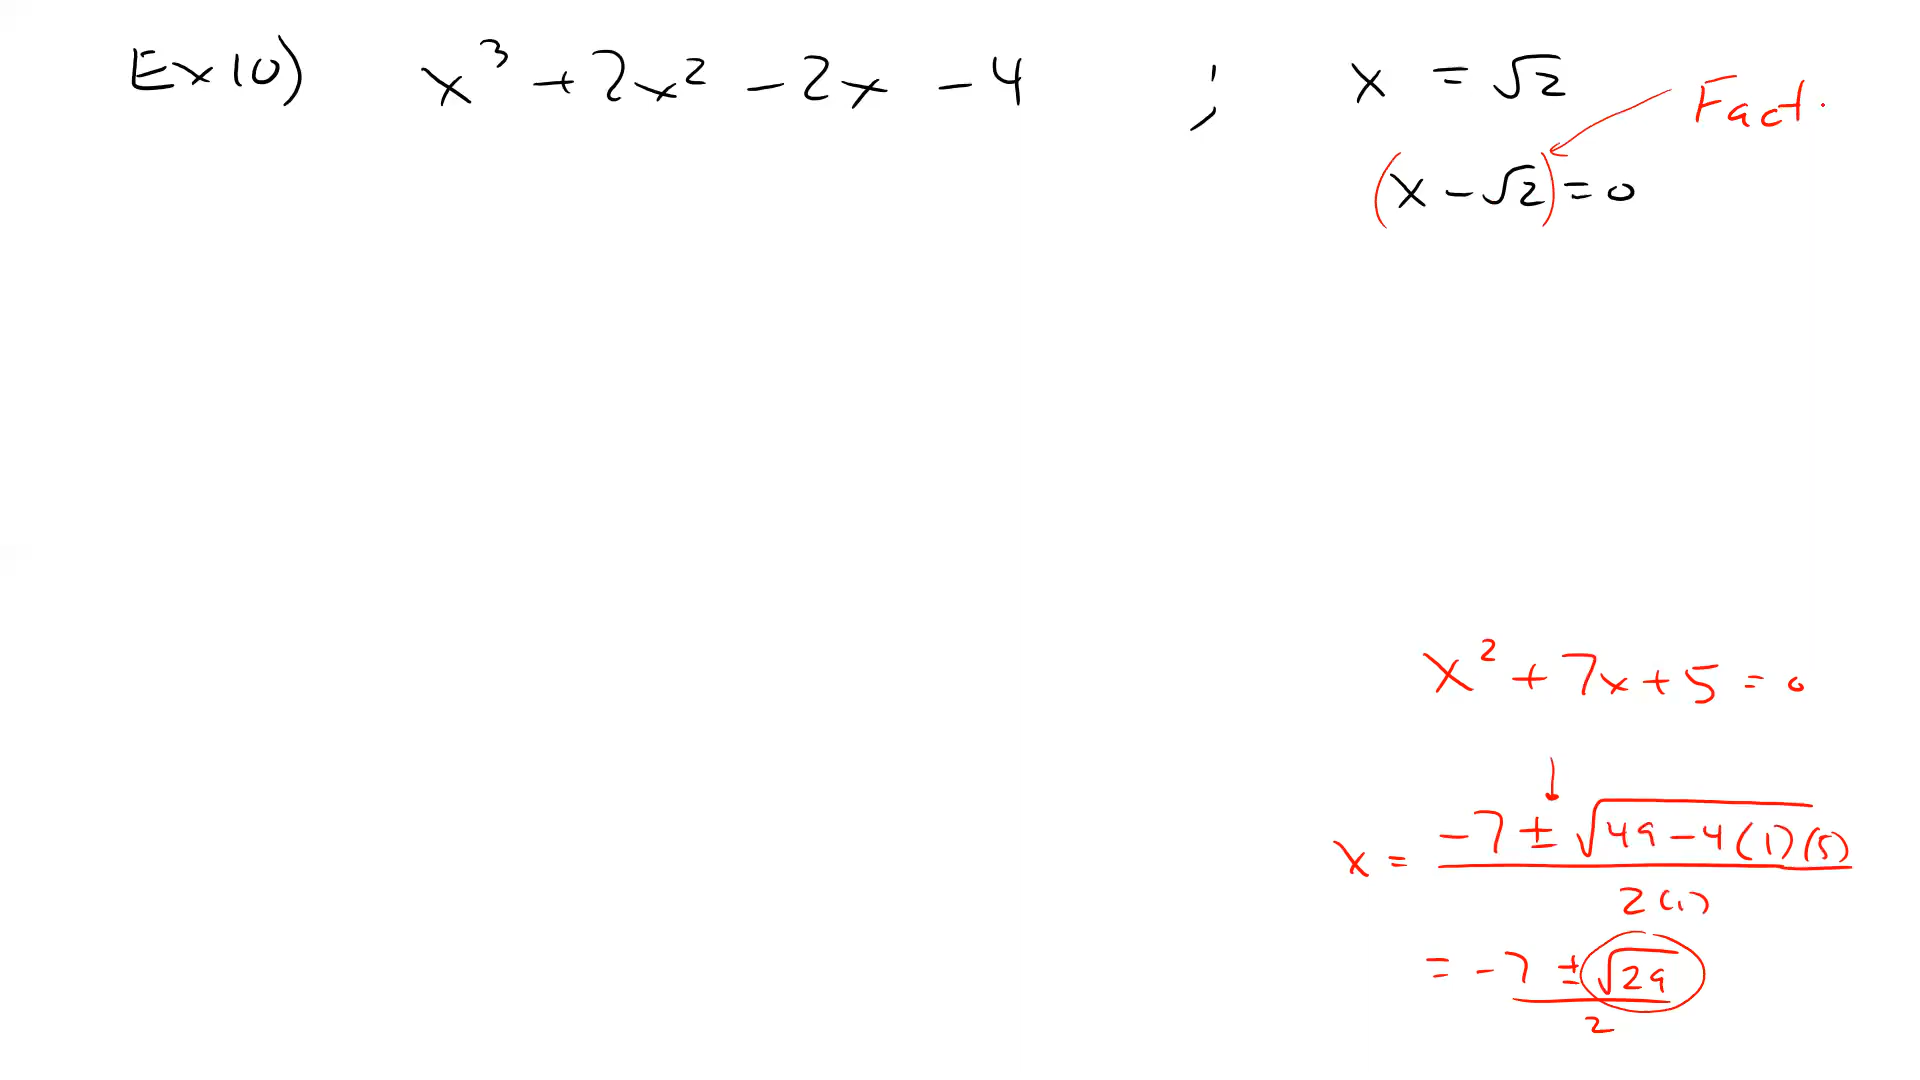 Ex 10) x³ + 2x² - 2x - 4 ; x = √2
Fact.
(x - √2) = 0
x² + 7x + 5 = 0
↓
x = (-7 ± √(49 - 4(1)(5))) / 2(1)
= (-7 ± √29) / 2